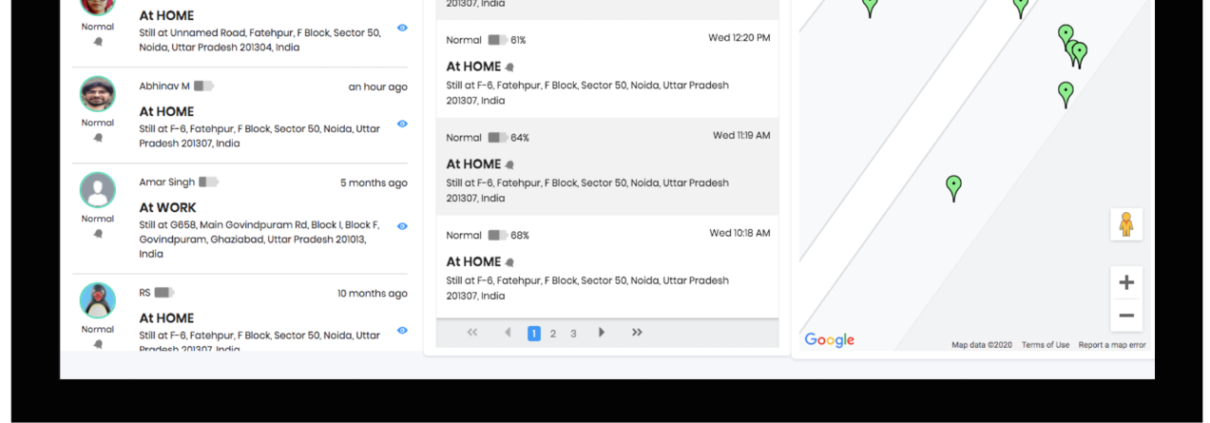 Normal
At HOME
Still at Unnamed Road, Fatehpur, F Block, Sector 50,
Noida, Uttar Pradesh 201304, India
Abhinav M
an hour ago
Normal
At HOME
Still at F-6, Fatehpur, F Block, Sector 50, Noida, Uttar
Pradesh 201307, India
Amar Singh
5 months ago
Normal
At WORK
Still at G658, Main Govindpuram Rd, Block I, Block F,
Govindpuram, Ghaziabad, Uttar Pradesh 201013,
India
RS
10 months ago
Normal
At HOME
Still at F-6, Fatehpur, F Block, Sector 50, Noida, Uttar
Pradesh 201307, India
201307, India
Normal 61% Wed 12:20 PM
At HOME
Still at F-6, Fatehpur, F Block, Sector 50, Noida, Uttar Pradesh
201307, India
Normal 64% Wed 11:19 AM
At HOME
Still at F-6, Fatehpur, F Block, Sector 50, Noida, Uttar Pradesh
201307, India
Normal 68% Wed 10:18 AM
At HOME
Still at F-6, Fatehpur, F Block, Sector 50, Noida, Uttar Pradesh
201307, India
1 2 3
Google
Map data ©2020 Terms of Use Report a map error